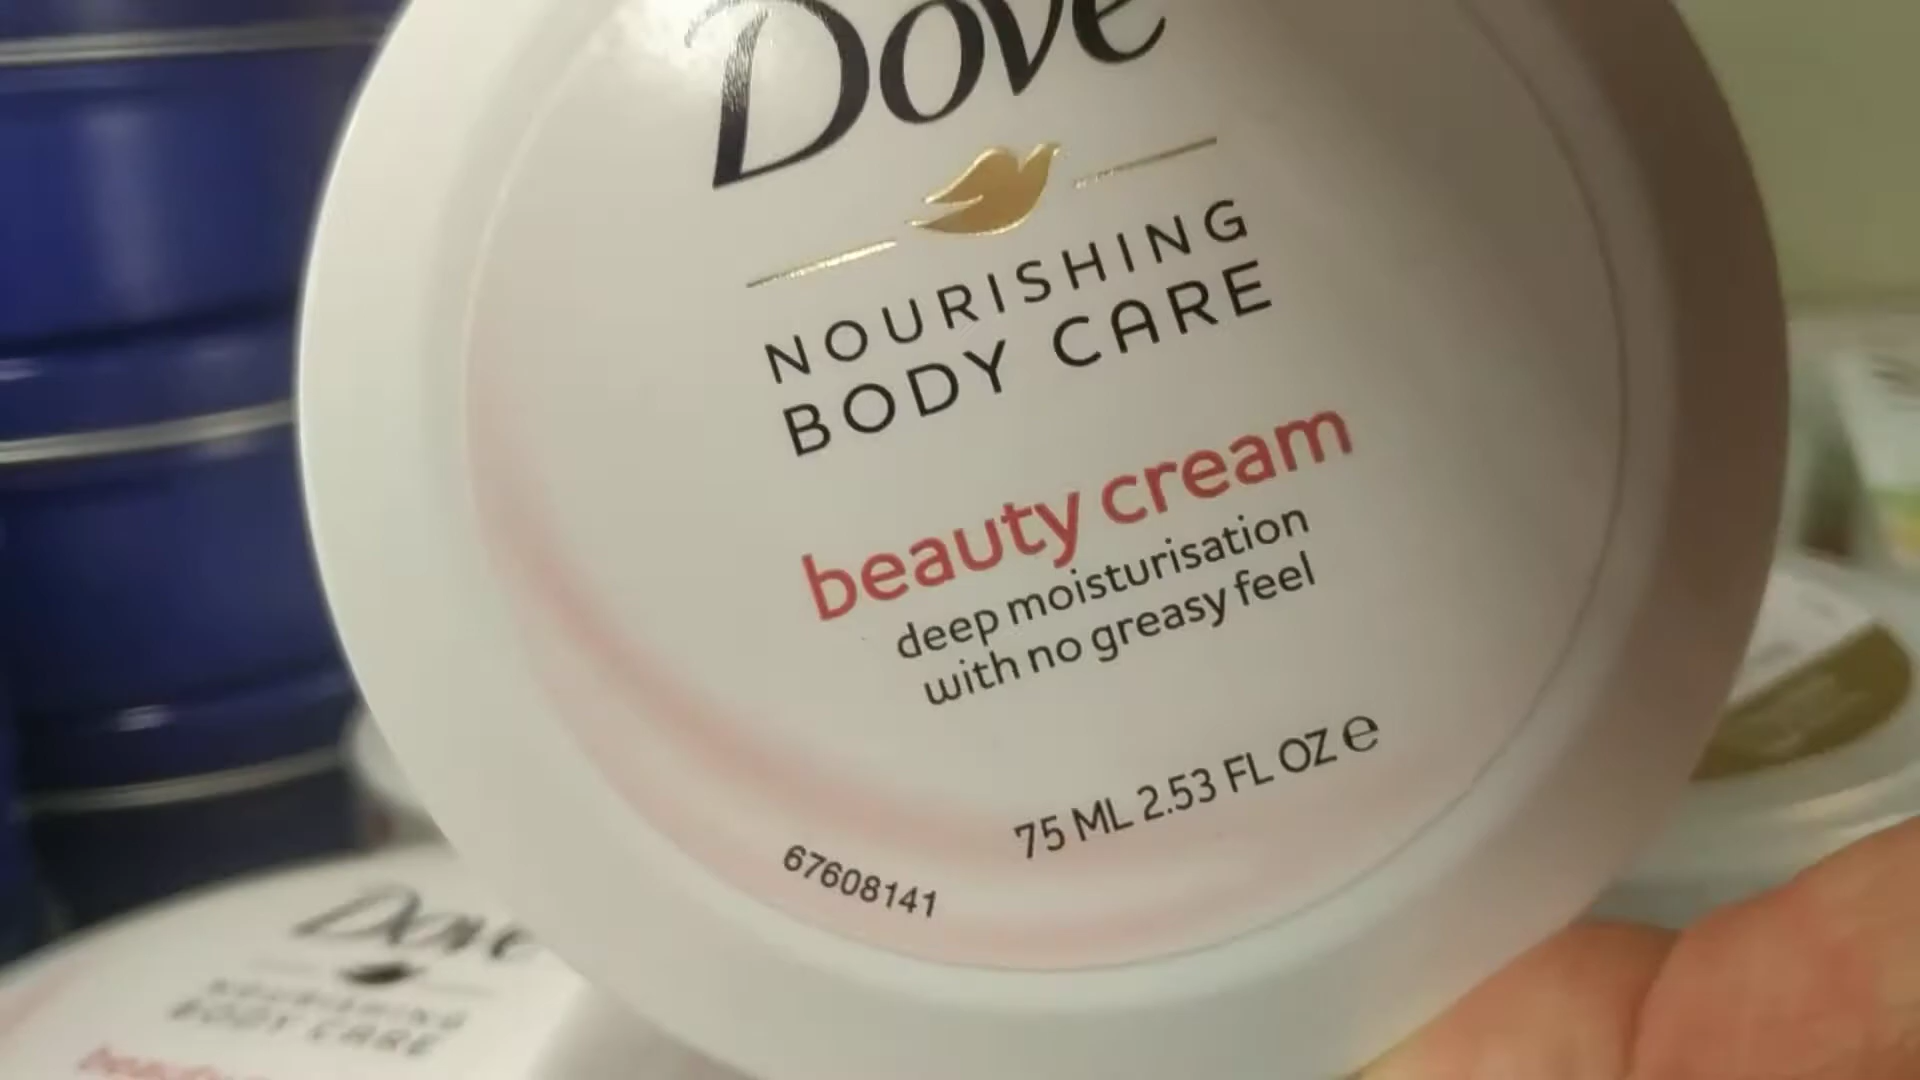 Dove
NOURISHING
BODY CARE
beauty cream
deep moisturisation
with no greasy feel
75 ML 2.53 FL OZ e
67608141
Dove
NOURISHING
BODY CARE